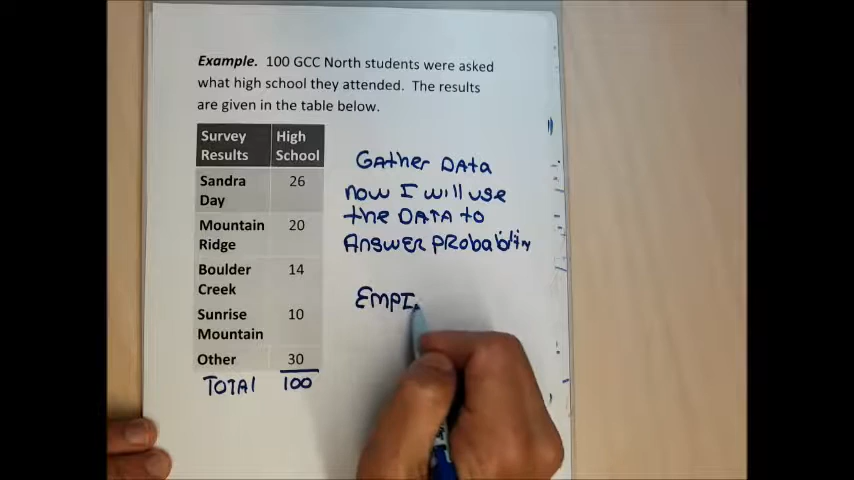 Example. 100 GCC North students were asked
what high school they attended. The results
are given in the table below.
Survey Results High School
Sandra Day 26
Mountain Ridge 20
Boulder Creek 14
Sunrise Mountain 10
Other 30
TOTAl 100
GAther DAta
now I will use
the DATA to
Answer probability
EMPI